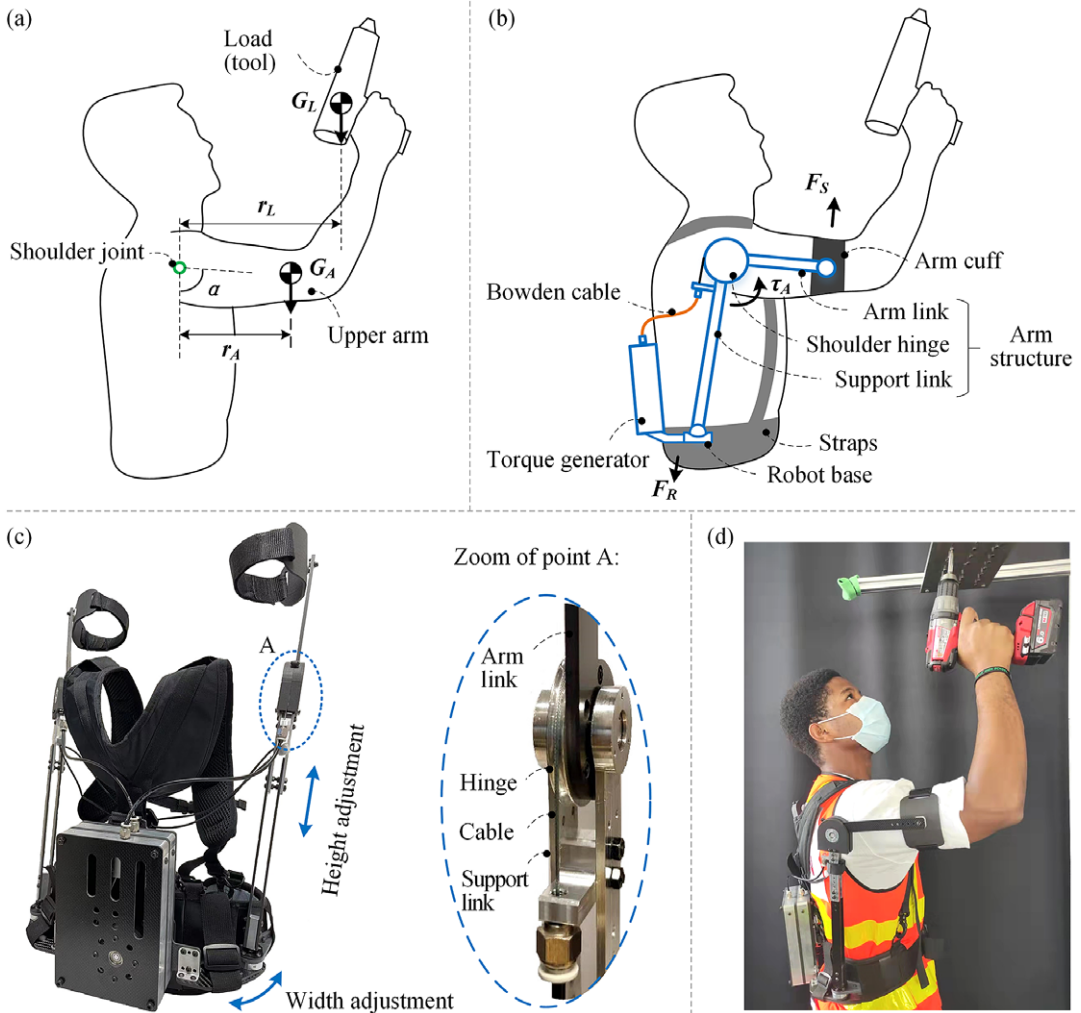 (a)
Load
(tool)
G_L
r_L
Shoulder joint
α
G_A
Upper arm
r_A
(b)
F_S
Arm cuff
τ_A
Bowden cable
Arm link
Shoulder hinge
Support link
Arm
structure
Straps
Torque generator
Robot base
F_R
(c)
A
Height adjustment
Width adjustment
Zoom of point A:
Arm
link
Hinge
Cable
Support
link
(d)